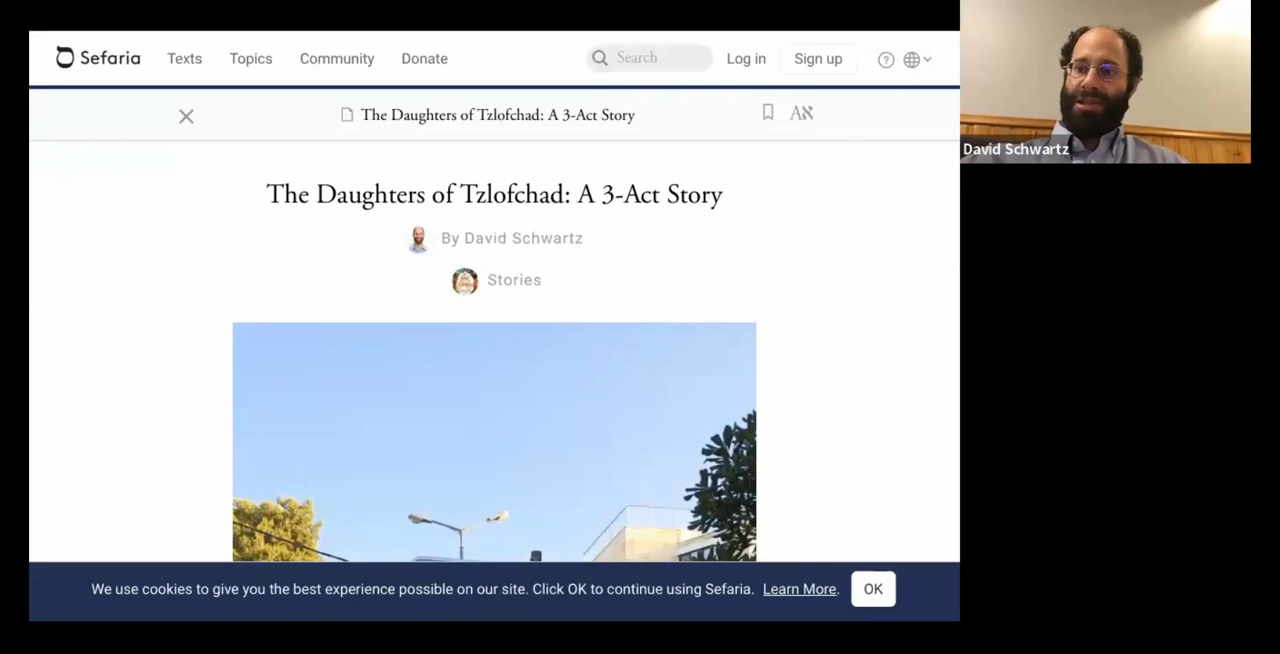 Sefaria Texts Topics Community Donate Search Log in Sign up
The Daughters of Tzlofchad: A 3-Act Story Aא
The Daughters of Tzlofchad: A 3-Act Story
By David Schwartz
Stories
We use cookies to give you the best experience possible on our site. Click OK to continue using Sefaria. Learn More. OK
David Schwartz